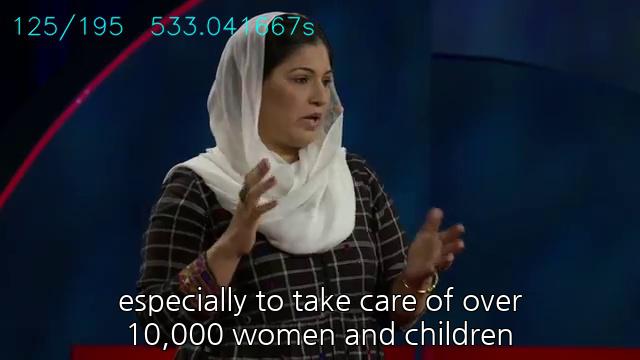 125/195 533.041667s
especially to take care of over
10,000 women and children